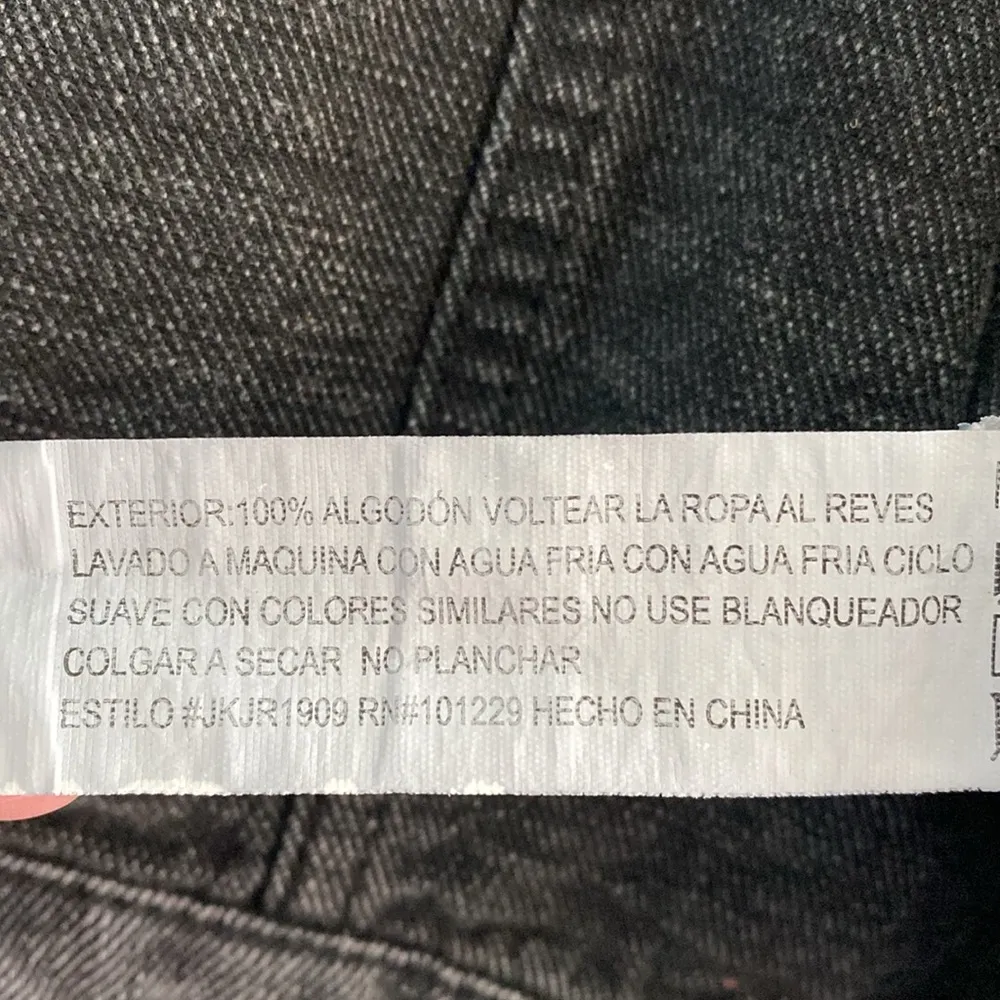 EXTERIOR:100% ALGODÓN VOLTEAR LA ROPA AL REVES
LAVADO A MAQUINA CON AGUA FRIA CON AGUA FRIA CICLO
SUAVE CON COLORES SIMILARES NO USE BLANQUEADOR
COLGAR A SECAR NO PLANCHAR
ESTILO #JKJR1909 RN#101229 HECHO EN CHINA